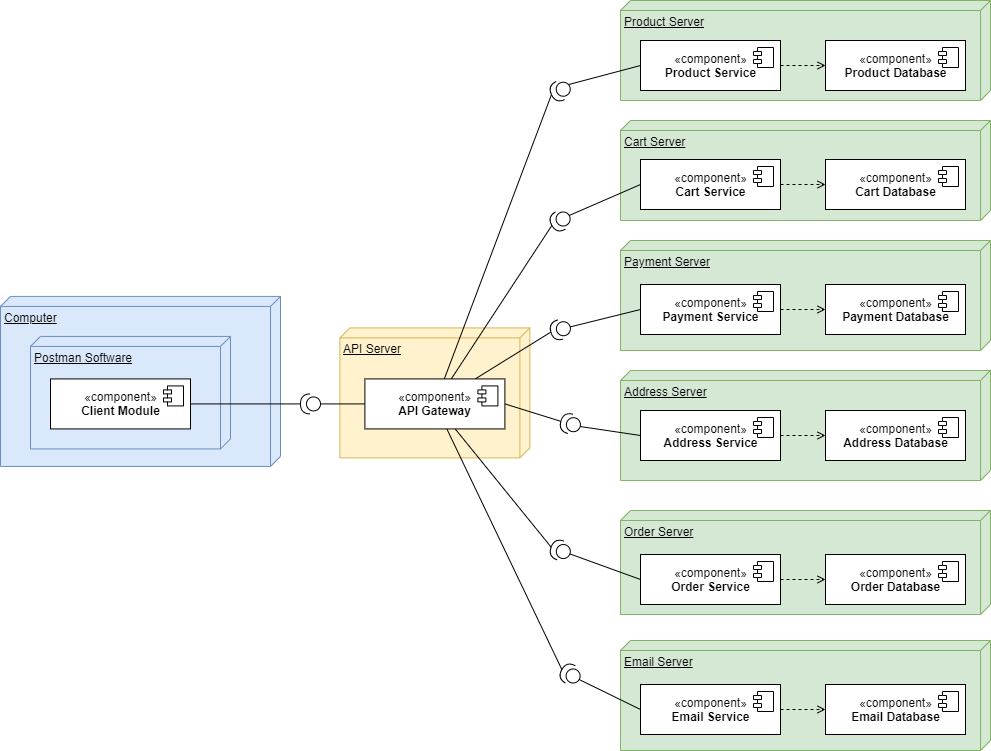 Product Server
«component»
Product Service
«component»
Product Database
Cart Server
«component»
Cart Service
«component»
Cart Database
Payment Server
«component»
Payment Service
«component»
Payment Database
Computer
Postman Software
«component»
Client Module
API Server
«component»
API Gateway
Address Server
«component»
Address Service
«component»
Address Database
Order Server
«component»
Order Service
«component»
Order Database
Email Server
«component»
Email Service
«component»
Email Database